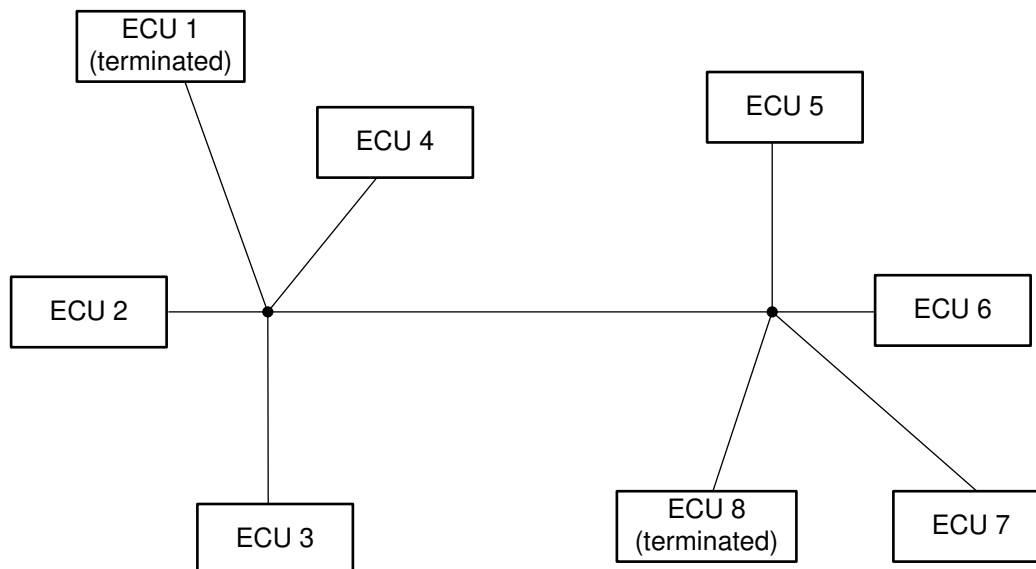 ECU 1
(terminated)
ECU 4
ECU 5
ECU 2
ECU 6
ECU 3
ECU 8
(terminated)
ECU 7